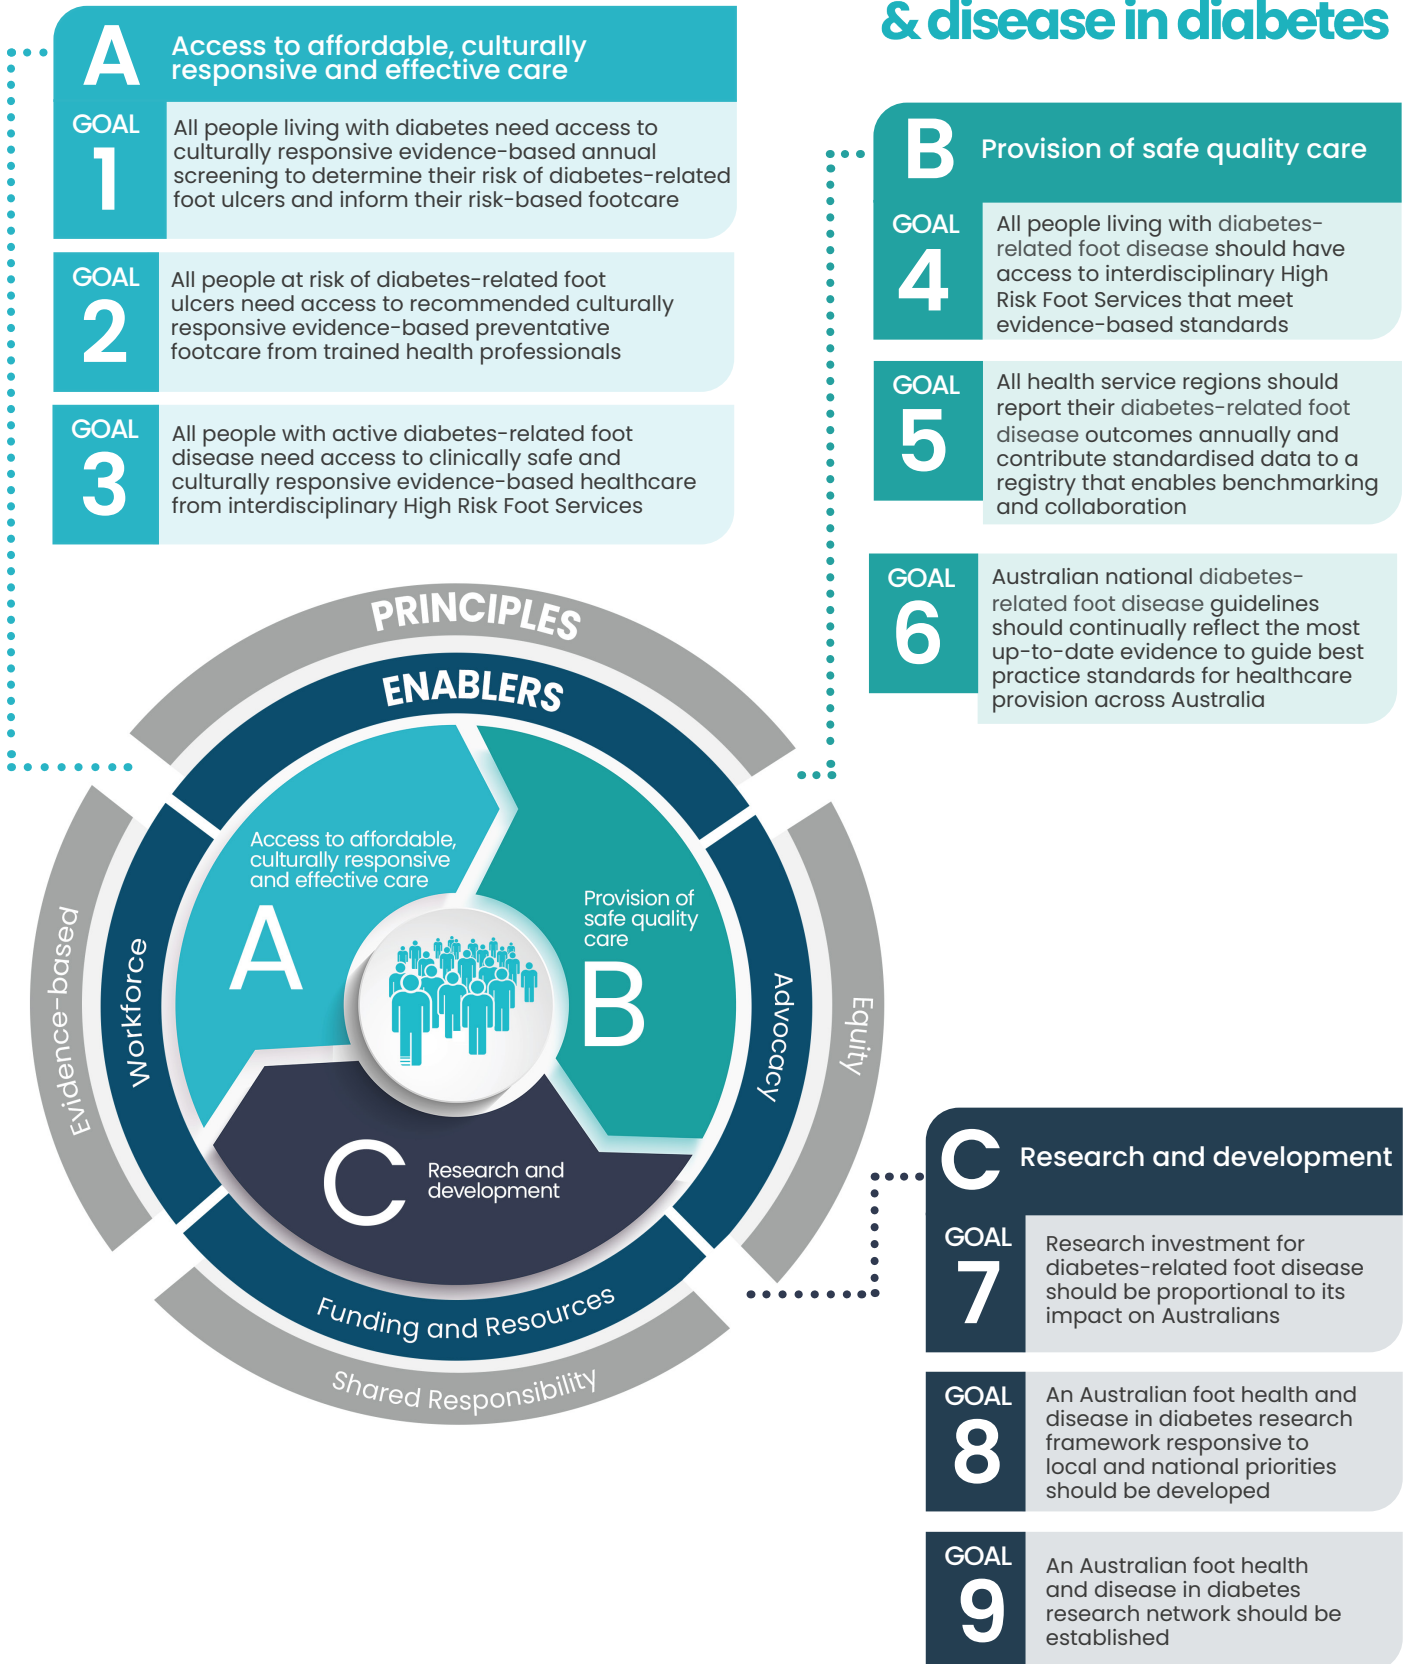 & disease in diabetes
A
Access to affordable, culturally
responsive and effective care
GOAL
1
All people living with diabetes need access to
culturally responsive evidence-based annual
screening to determine their risk of diabetes-related
foot ulcers and inform their risk-based footcare
GOAL
2
All people at risk of diabetes-related foot
ulcers need access to recommended culturally
responsive evidence-based preventative
footcare from trained health professionals
GOAL
3
All people with active diabetes-related foot
disease need access to clinically safe and
culturally responsive evidence-based healthcare
from interdisciplinary High Risk Foot Services
B
Provision of safe quality care
GOAL
4
All people living with diabetes-
related foot disease should have
access to interdisciplinary High
Risk Foot Services that meet
evidence-based standards
GOAL
5
All health service regions should
report their diabetes-related foot
disease outcomes annually and
contribute standardised data to a
registry that enables benchmarking
and collaboration
GOAL
6
Australian national diabetes-
related foot disease guidelines
should continually reflect the most
up-to-date evidence to guide best
practice standards for healthcare
provision across Australia
PRINCIPLES
ENABLERS
Access to affordable,
culturally responsive
and effective care
A
Provision of
safe quality
care
B
C
Research and
development
Evidence-based
Workforce
Advocacy
Equity
Funding and Resources
Shared Responsibility
C
Research and development
GOAL
7
Research investment for
diabetes-related foot disease
should be proportional to its
impact on Australians
GOAL
8
An Australian foot health and
disease in diabetes research
framework responsive to
local and national priorities
should be developed
GOAL
9
An Australian foot health
and disease in diabetes
research network should be
established